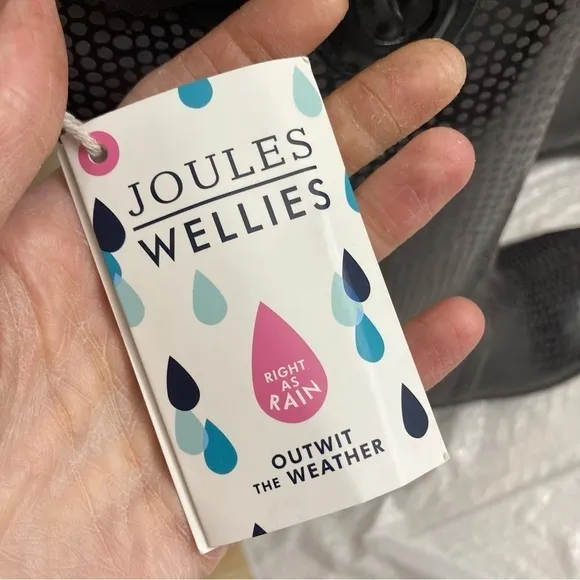 JOULES
WELLIES
RIGHT
AS
RAIN
OUTWIT
THE WEATHER